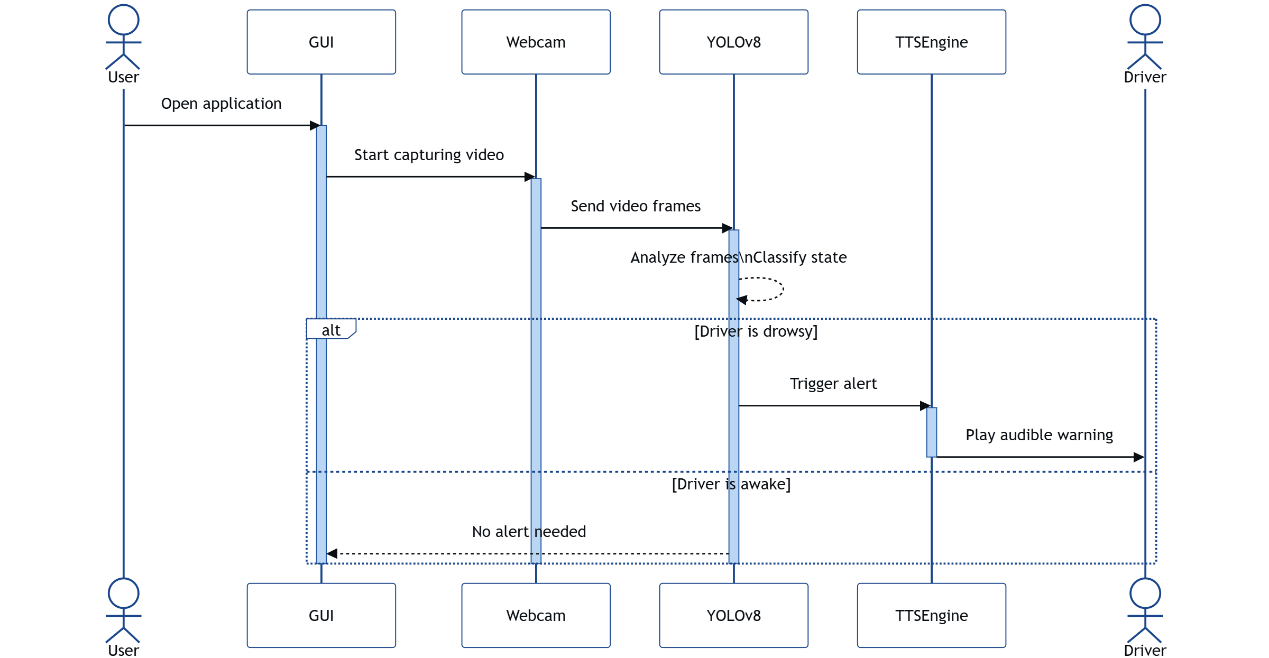 User
GUI
Webcam
YOLOv8
TTSEngine
Driver
Open application
Start capturing video
Send video frames
Analyze frames\nClassify state
alt
[Driver is drowsy]
Trigger alert
Play audible warning
[Driver is awake]
No alert needed
User
GUI
Webcam
YOLOv8
TTSEngine
Driver